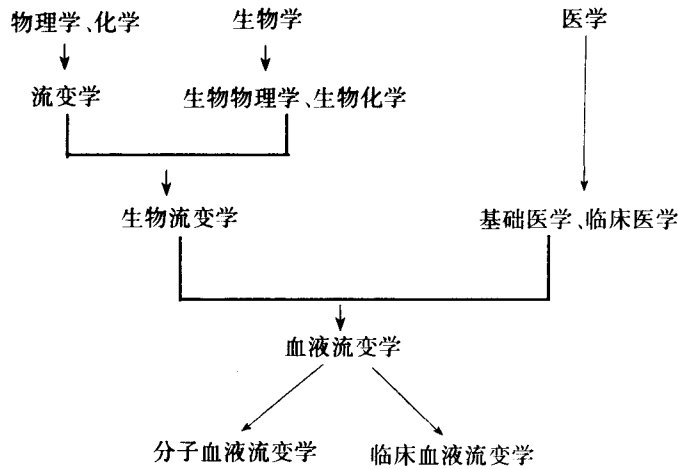 物理学、化学
生物学
医学
流变学
生物物理学、生物化学
生物流变学
基础医学、临床医学
血液流变学
分子血液流变学
临床血液流变学